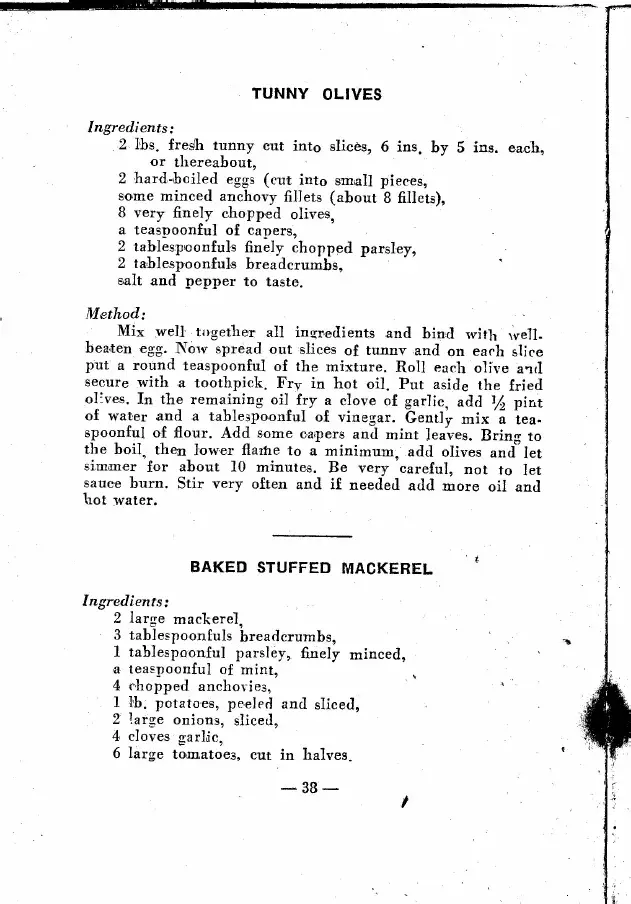 TUNNY OLIVES
Ingredients:
2 lbs. fresh tunny cut into slices, 6 ins. by 5 ins. each,
or thereabout,
2 hard-boiled eggs (cut into small pieces,
some minced anchovy fillets (about 8 fillets),
8 very finely chopped olives,
a teaspoonful of capers,
2 tablespoonfuls finely chopped parsley,
2 tablespoonfuls breadcrumbs,
salt and pepper to taste.
Method:
Mix well together all ingredients and bind with well-
beaten egg. Now spread out slices of tunny and on each slice
put a round teaspoonful of the mixture. Roll each olive and
secure with a toothpick. Fry in hot oil. Put aside the fried
olives. In the remaining oil fry a clove of garlic, add ½ pint
of water and a tablespoonful of vinegar. Gently mix a tea-
spoonful of flour. Add some capers and mint leaves. Bring to
the boil, then lower flame to a minimum, add olives and let
simmer for about 10 minutes. Be very careful, not to let
sauce burn. Stir very often and if needed add more oil and
hot water.
BAKED STUFFED MACKEREL
Ingredients:
2 large mackerel,
3 tablespoonfuls breadcrumbs,
1 tablespoonful parsley, finely minced,
a teaspoonful of mint,
4 chopped anchovies,
1 lb. potatoes, peeled and sliced,
2 large onions, sliced,
4 cloves garlic,
6 large tomatoes, cut in halves.
— 38 —